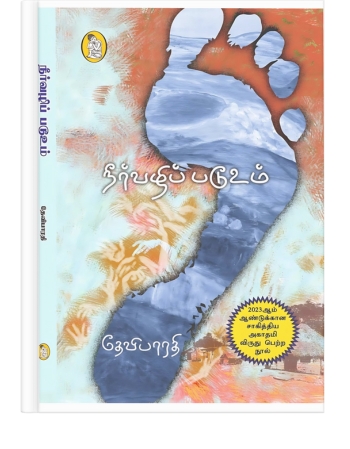 நீர்வழிப் படூஉம்
தேவிபாரதி
நீர்வழிப் படூஉம்
தேவிபாரதி
2023ஆம்
ஆண்டுக்கான
சாகித்திய
அகாதமி
விருது பெற்ற
நூல்